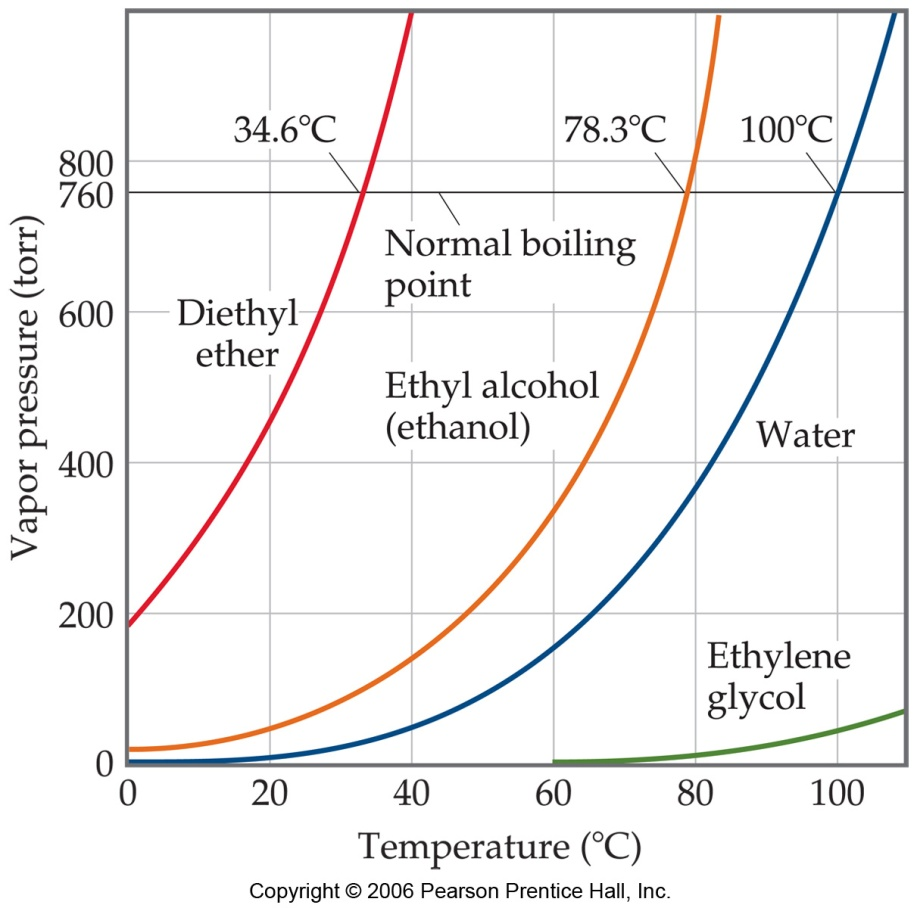 34.6°C
78.3°C
100°C
800
760
Normal boiling
point
Diethyl
ether
600
Ethyl alcohol
(ethanol)
Water
400
200
Ethylene
glycol
0
Vapor pressure (torr)
0 20 40 60 80 100
Temperature (°C)
Copyright © 2006 Pearson Prentice Hall, Inc.